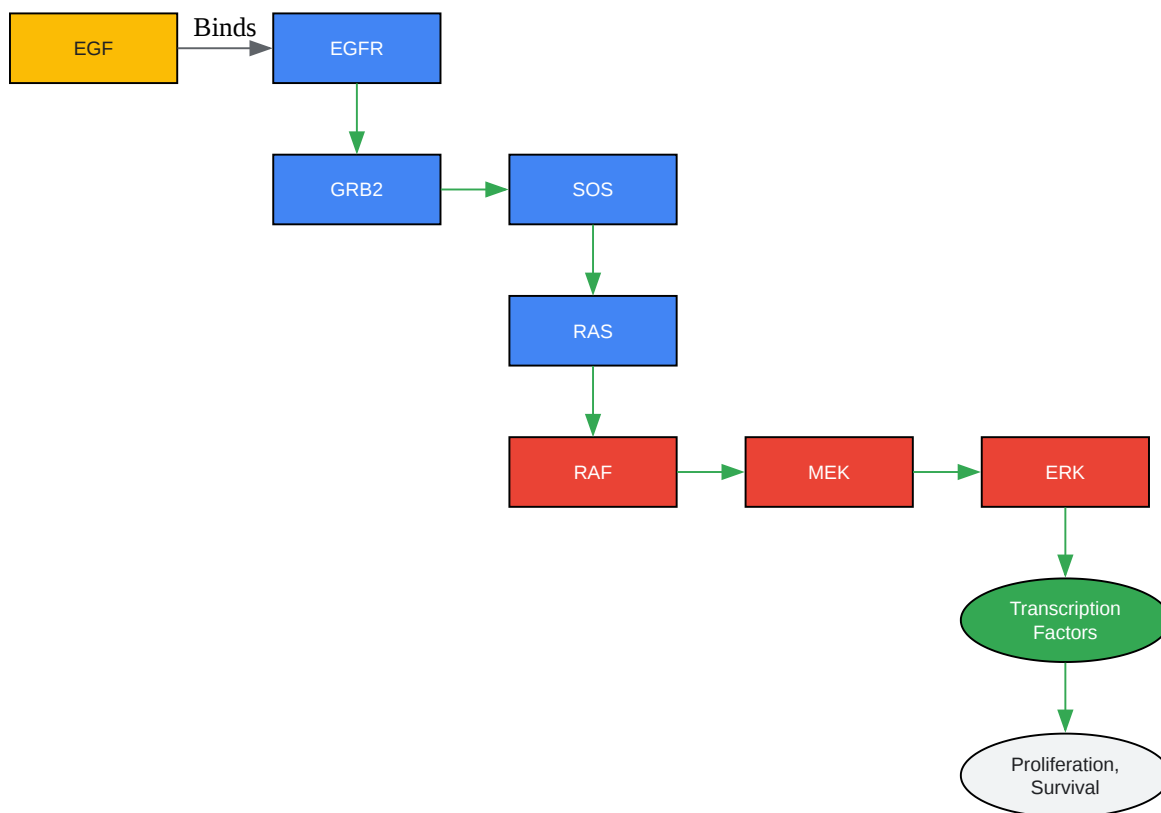 EGF
Binds
EGFR
GRB2
SOS
RAS
RAF
MEK
ERK
Transcription
Factors
Proliferation,
Survival